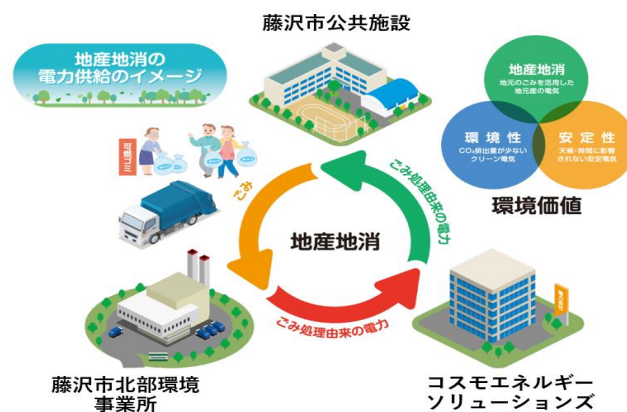 地産地消の
電力供給のイメージ
藤沢市公共施設
地産地消
地元のごみを活用した
地元産の電気
環境性
CO₂排出量が少ない
クリーン電気
安定性
天候・時間に影響
されない安定電気
環境価値
可燃ごみ
ごみ
ごみ処理由来の電力
地産地消
ごみ処理由来の電力
藤沢市北部環境
事業所
コスモエネルギー
ソリューションズ